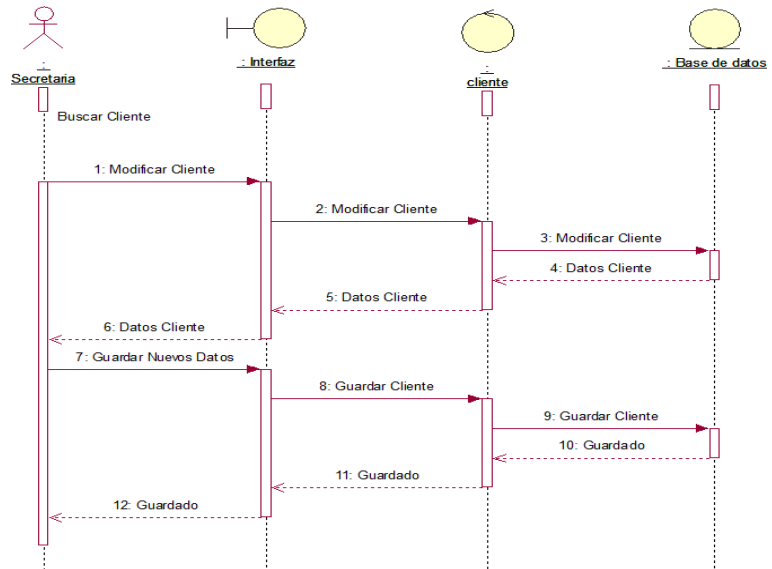 :
Secretaria
: Interfaz
:
cliente
: Base de datos
Buscar Cliente
1: Modificar Cliente
2: Modificar Cliente
3: Modificar Cliente
4: Datos Cliente
5: Datos Cliente
6: Datos Cliente
7: Guardar Nuevos Datos
8: Guardar Cliente
9: Guardar Cliente
10: Guardado
11: Guardado
12: Guardado